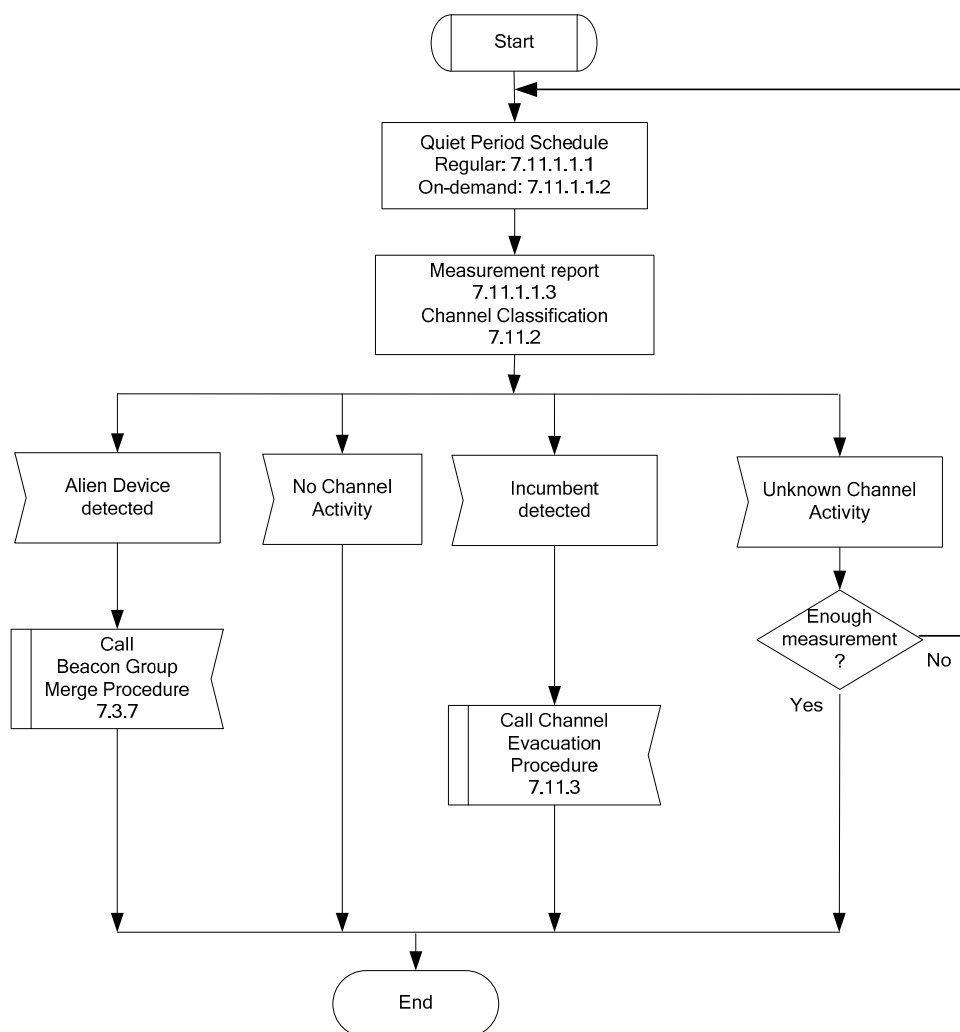 Start
Quiet Period Schedule
Regular: 7.11.1.1.1
On-demand: 7.11.1.1.2
Measurement report
7.11.1.1.3
Channel Classification
7.11.2
Alien Device
detected
No Channel
Activity
Incumbent
detected
Unknown Channel
Activity
Enough
measurement
?
No
Yes
Call
Beacon Group
Merge Procedure
7.3.7
Call Channel
Evacuation
Procedure
7.11.3
End